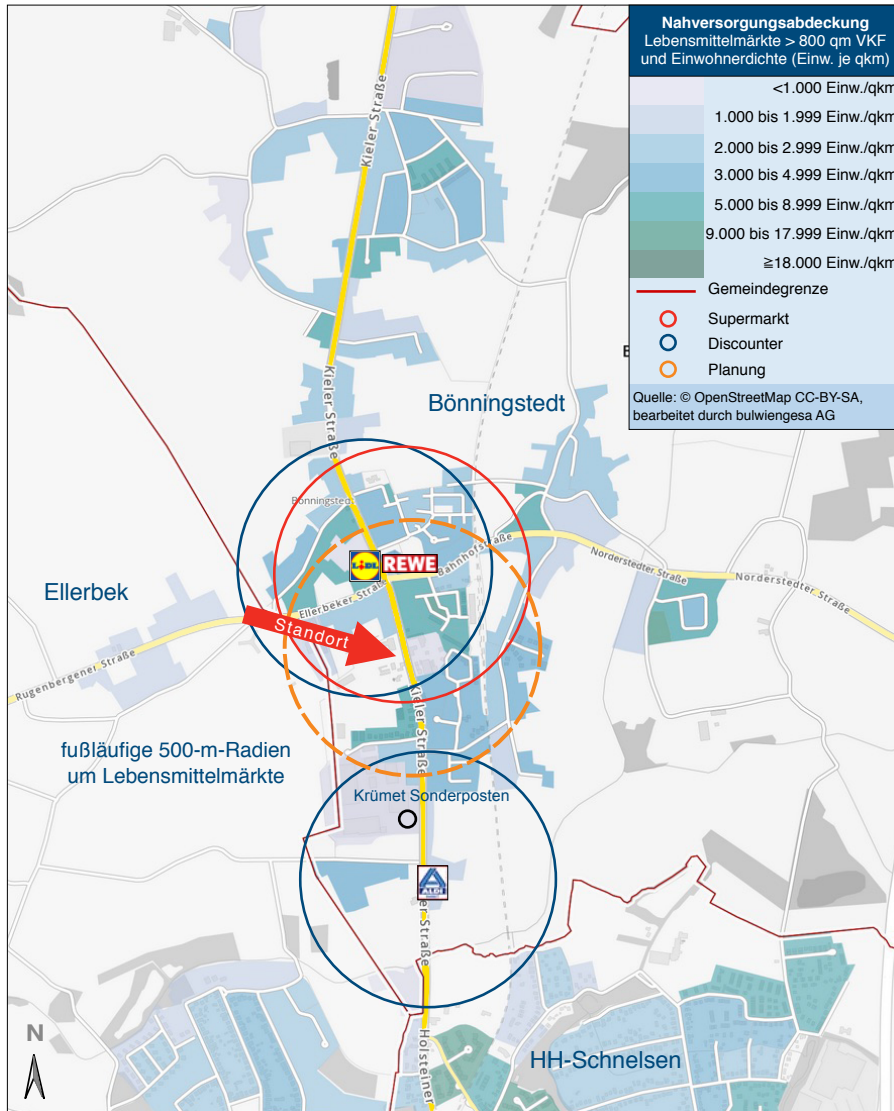 Nahversorgungsabdeckung
Lebensmittelmärkte > 800 qm VKF
und Einwohnerdichte (Einw. je qkm)
<1.000 Einw./qkm
1.000 bis 1.999 Einw./qkm
2.000 bis 2.999 Einw./qkm
3.000 bis 4.999 Einw./qkm
5.000 bis 8.999 Einw./qkm
9.000 bis 17.999 Einw./qkm
≧18.000 Einw./qkm
Gemeindegrenze
Supermarkt
Discounter
Planung
Quelle: © OpenStreetMap CC-BY-SA,
bearbeitet durch bulwiengesa AG
Kieler Straße
Kieler Straße
Kieler Straße
Bönningstedt
Bönningstedt
LIDL
REWE
Bahnhofstraße
Norderstedter Straße
Norderstedter Straße
Ellerbek
Ellerbeker Straße
Standort
Rugenbergener Straße
Kieler Straße
fußläufige 500-m-Radien
um Lebensmittelmärkte
Krümet Sonderposten
ALDI
er Straße
Holsteiner
HH-Schnelsen
N